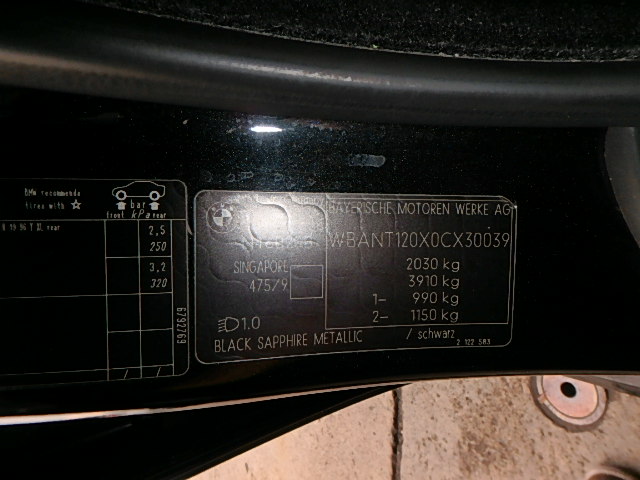 BMW recommends
tires with ☆
bar
front kPa rear
2,5
250
3,2
320
6792769
BAYERISCHE MOTOREN WERKE AG
WBANT120X0CX30039
SINGAPORE
475/9
2030 kg
3910 kg
1- 990 kg
2- 1150 kg
1.0
BLACK SAPPHIRE METALLIC / schwarz
2 122 583